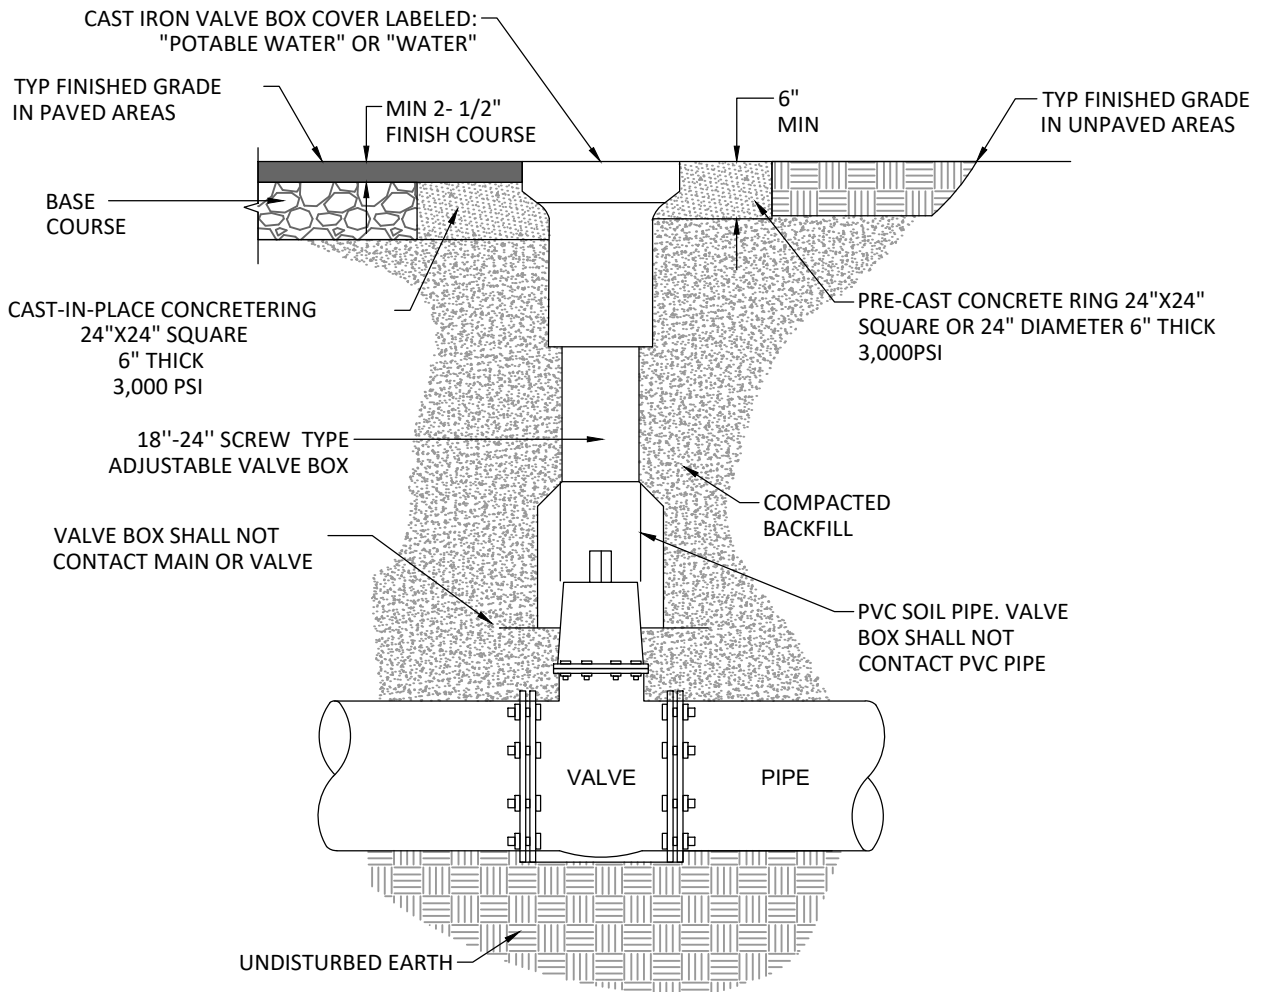 CAST IRON VALVE BOX COVER LABELED:
"POTABLE WATER" OR "WATER"
TYP FINISHED GRADE
IN PAVED AREAS
MIN 2- 1/2"
FINISH COURSE
6"
MIN
TYP FINISHED GRADE
IN UNPAVED AREAS
BASE
COURSE
CAST-IN-PLACE CONCRETERING
24"X24" SQUARE
6" THICK
3,000 PSI
PRE-CAST CONCRETE RING 24"X24"
SQUARE OR 24" DIAMETER 6" THICK
3,000PSI
18''-24'' SCREW TYPE
ADJUSTABLE VALVE BOX
COMPACTED
BACKFILL
VALVE BOX SHALL NOT
CONTACT MAIN OR VALVE
PVC SOIL PIPE. VALVE
BOX SHALL NOT
CONTACT PVC PIPE
VALVE
PIPE
UNDISTURBED EARTH